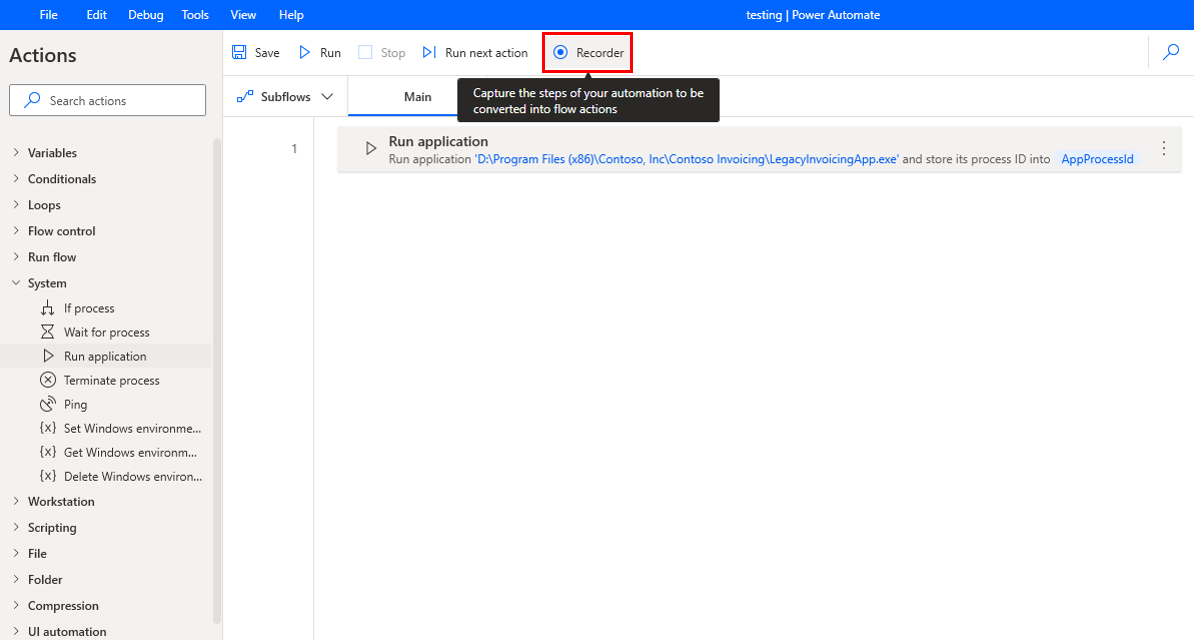 File Edit Debug Tools View Help testing | Power Automate
Actions
Save Run Stop Run next action Recorder
Search actions
Subflows Main
Capture the steps of your automation to be
converted into flow actions
1
Run application
Run application 'D:\Program Files (x86)\Contoso, Inc\Contoso Invoicing\LegacyInvoicingApp.exe' and store its process ID into AppProcessId
Variables
Conditionals
Loops
Flow control
Run flow
System
If process
Wait for process
Run application
Terminate process
Ping
{x} Set Windows environme...
{x} Get Windows environm...
{x} Delete Windows environ...
Workstation
Scripting
File
Folder
Compression
UI automation